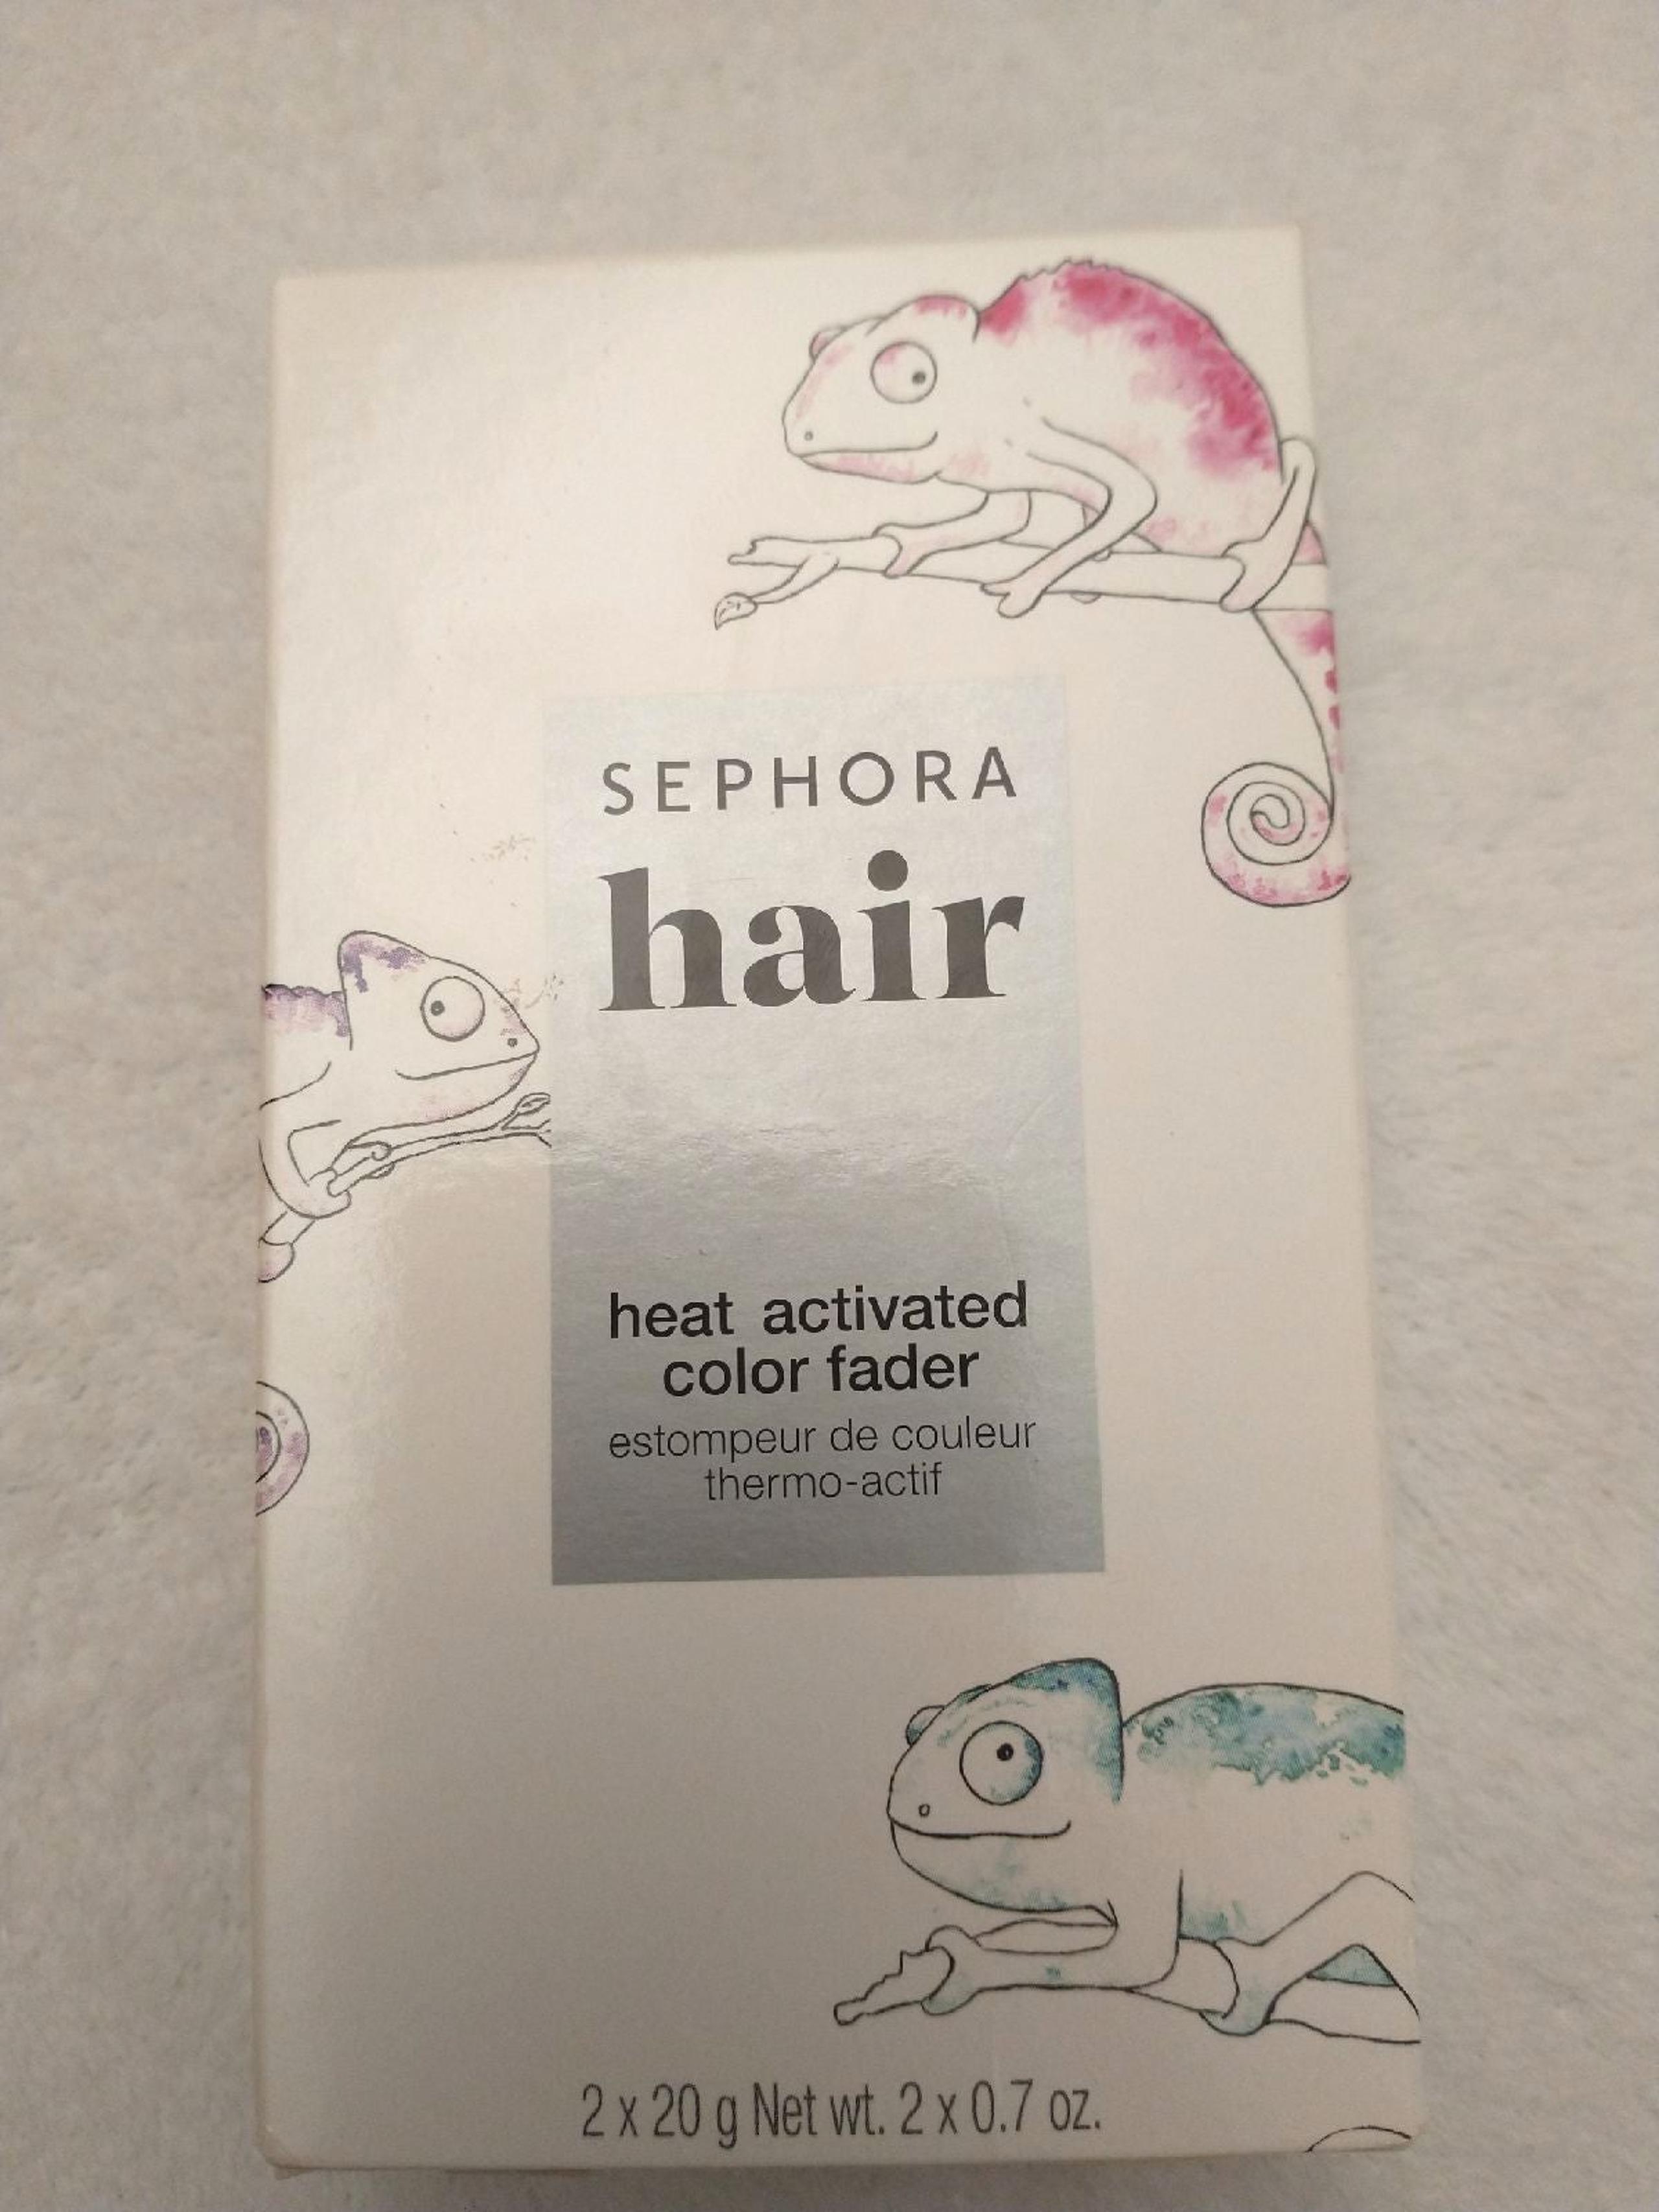 SEPHORA
hair
heat activated
color fader
estompeur de couleur
thermo-actif
2 x 20 g Net wt. 2 x 0.7 oz.